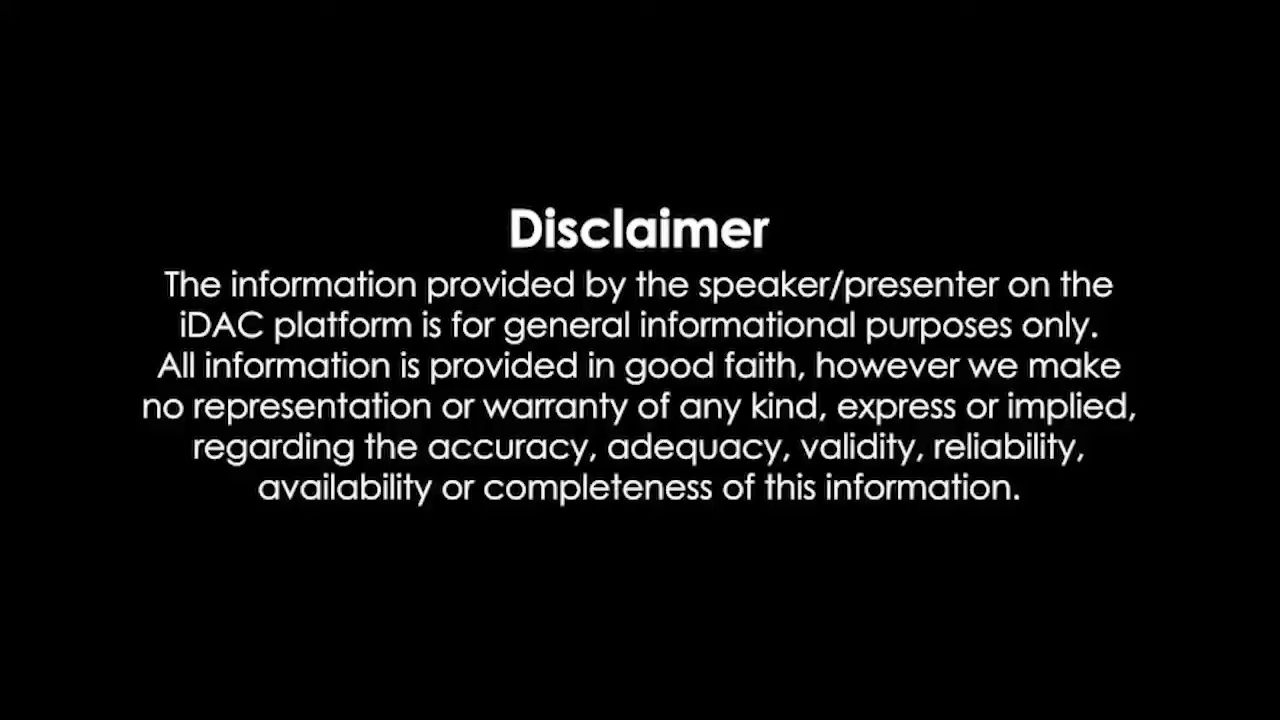 Disclaimer
The information provided by the speaker/presenter on the
iDAC platform is for general informational purposes only.
All information is provided in good faith, however we make
no representation or warranty of any kind, express or implied,
regarding the accuracy, adequacy, validity, reliability,
availability or completeness of this information.